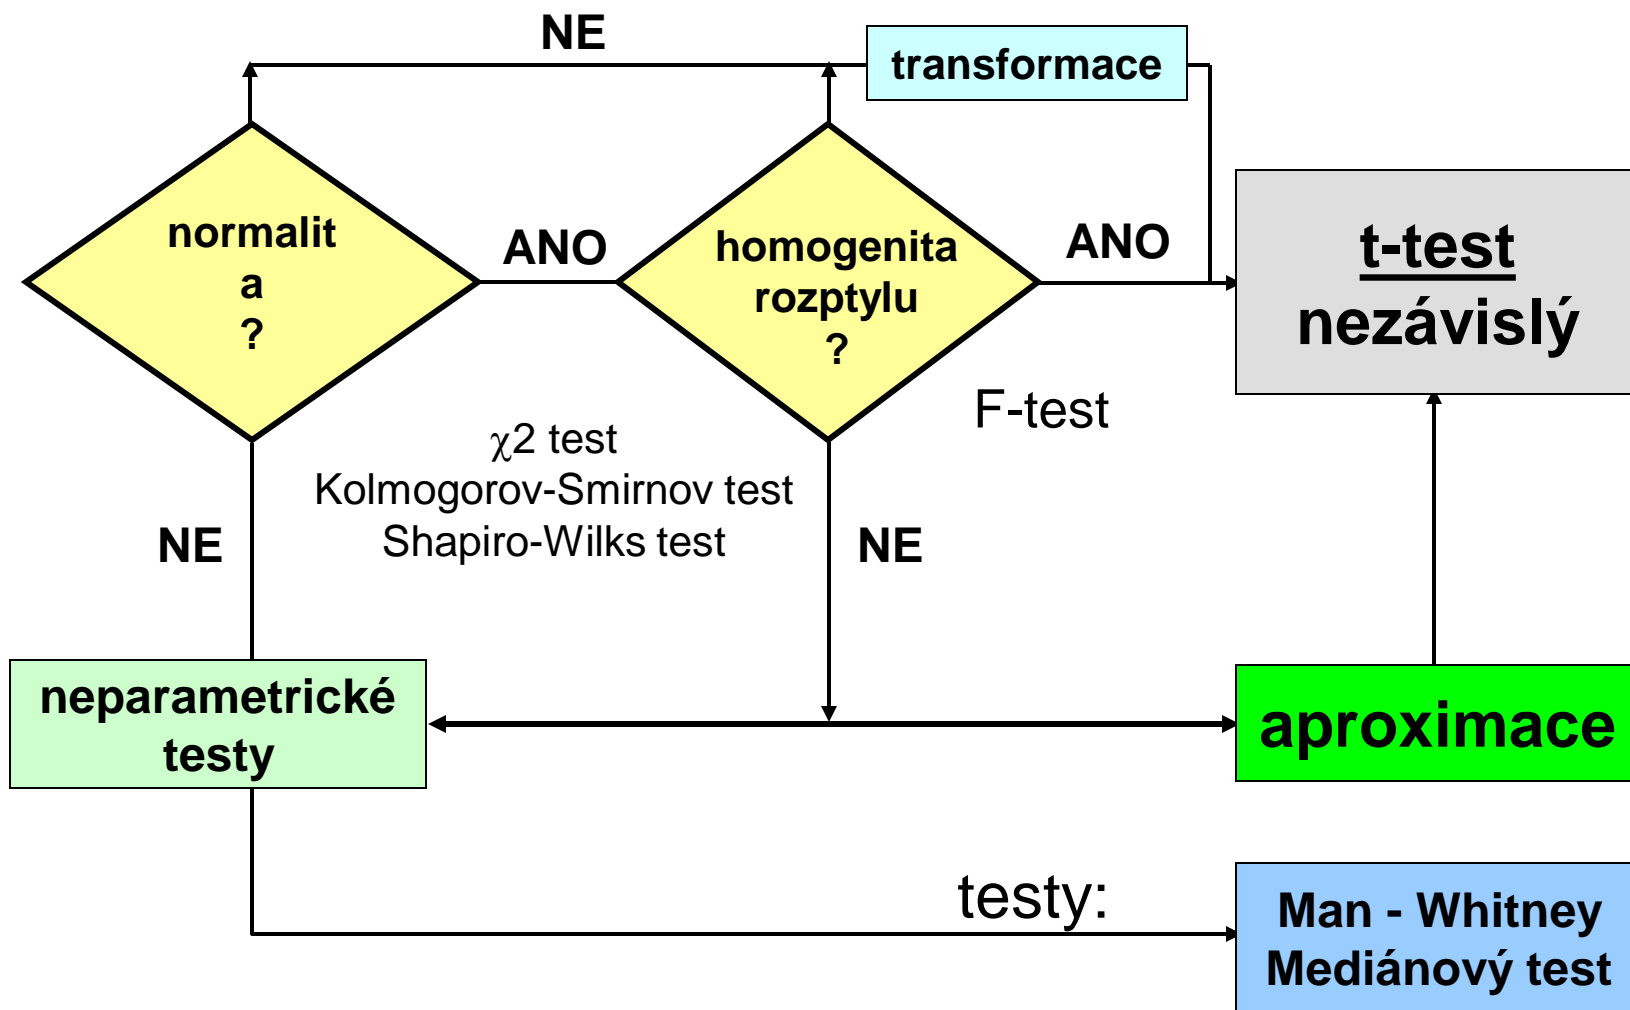 NE
transformace
normalit
a
?
ANO
homogenita
rozptylu
?
ANO
t-test
nezávislý
F-test
χ2 test
Kolmogorov-Smirnov test
Shapiro-Wilks test
NE
NE
neparametrické
testy
aproximace
testy:
Man - Whitney
Mediánový test